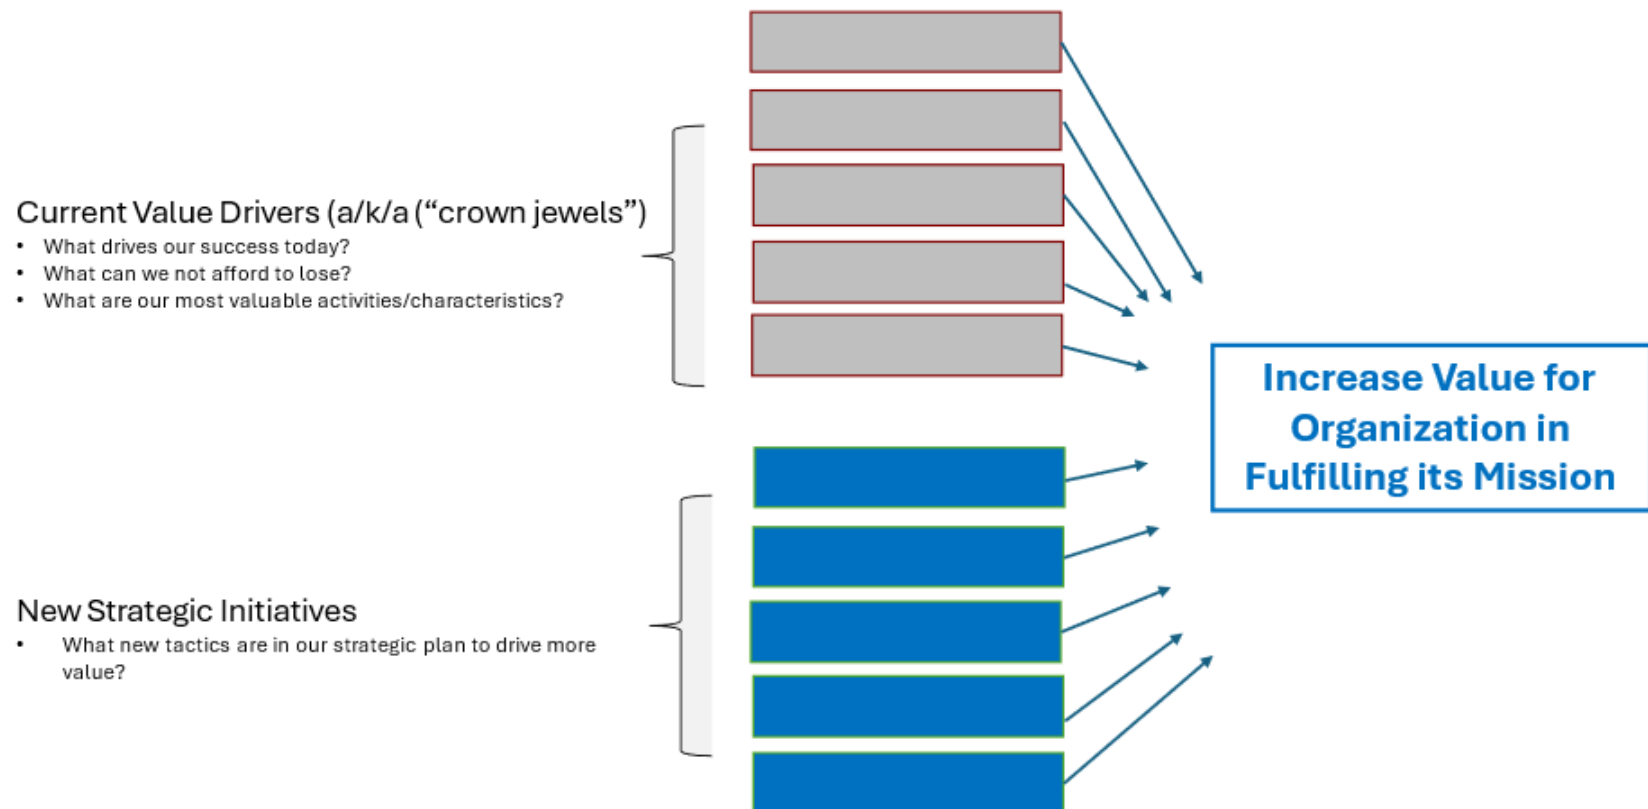 Current Value Drivers (a/k/a (“crown jewels”)
• What drives our success today?
• What can we not afford to lose?
• What are our most valuable activities/characteristics?
Increase Value for
Organization in
Fulfilling its Mission
New Strategic Initiatives
• What new tactics are in our strategic plan to drive more
value?